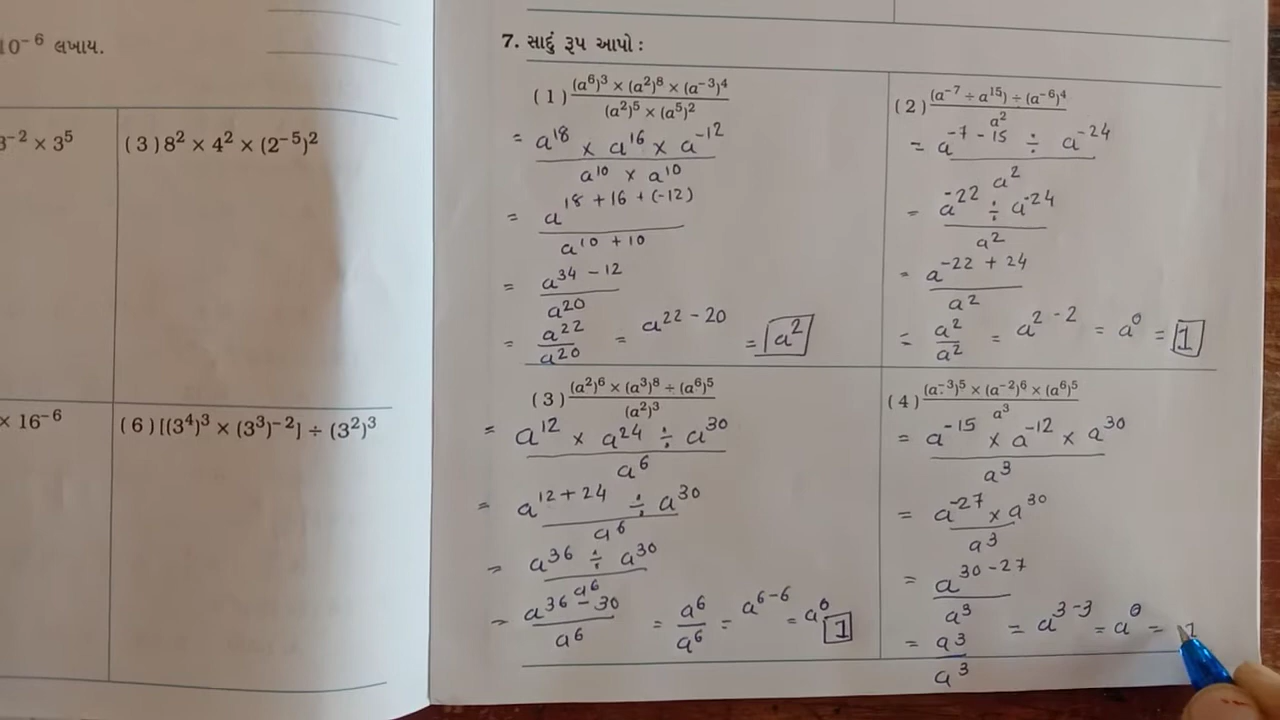 10⁻⁶ લખાય.
3⁻² × 3⁵
(3) 8² × 4² × (2⁻⁵)²
× 16⁻⁶
(6) [(3⁴)³ × (3³)⁻²] ÷ (3²)³
7. સાદું રૂપ આપો :
(1) (a⁶)³ × (a²)⁸ × (a⁻³)⁴
(a²)⁵ × (a⁵)²
= a¹⁸ × a¹⁶ × a⁻¹²
a¹⁰ × a¹⁰
= a¹⁸ ⁺ ¹⁶ ⁺ ⁽⁻¹²⁾
a¹⁰ ⁺ ¹⁰
= a³⁴ ⁻ ¹²
a²⁰
= a²² = a²² ⁻ ²⁰ = a²
a²⁰
(2) (a⁻⁷ ÷ a¹⁵) ÷ (a⁻⁶)⁴
a²
= a⁻⁷ ⁻ ¹⁵ ÷ a⁻²⁴
a²
= a⁻²² ÷ a⁻²⁴
a²
= a⁻²² ⁺ ²⁴
a²
= a² = a² ⁻² = a⁰ = 1
a²
(3) (a²)⁶ × (a³)⁸ ÷ (a⁶)⁵
(a²)³
= a¹² × a²⁴ ÷ a³⁰
a⁶
= a¹² ⁺ ²⁴ ÷ a³⁰
a⁶
= a³⁶ ÷ a³⁰
a⁶
= a³⁶ ⁻ ³⁰ = a⁶ = a⁶⁻⁶ = a⁰ 1
a⁶ a⁶
(4) (a⁻³)⁵ × (a⁻²)⁶ × (a⁶)⁵
a³
= a⁻¹⁵ × a⁻¹² × a³⁰
a³
= a⁻²⁷ × a³⁰
a³
= a³⁰ ⁻ ²⁷
a³
= a³ = a³⁻³ = a⁰ = 1
a³